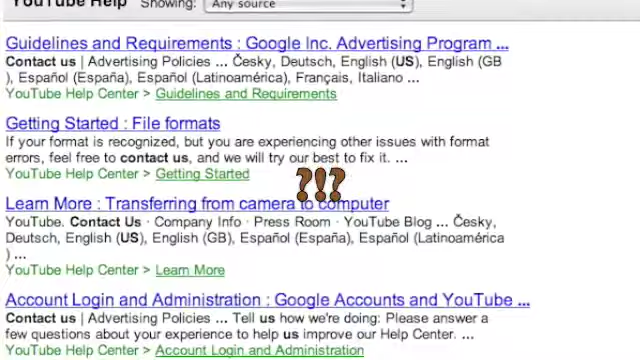 YouTube Help Showing: Any source
Guidelines and Requirements : Google Inc. Advertising Program ...
Contact us | Advertising Policies ... Česky, Deutsch, English (US), English (GB
), Español (España), Español (Latinoamérica), Français, Italiano ...
YouTube Help Center > Guidelines and Requirements
Getting Started : File formats
If your format is recognized, but you are experiencing other issues with format
errors, feel free to contact us, and we will try our best to fix it. ...
YouTube Help Center > Getting Started
?!?
Learn More : Transferring from camera to computer
YouTube. Contact Us · Company Info · Press Room · YouTube Blog ... Česky,
Deutsch, English (US), English (GB), Español (España), Español (Latinoamérica
) ...
YouTube Help Center > Learn More
Account Login and Administration : Google Accounts and YouTube ...
Contact us | Advertising Policies ... Tell us how we're doing: Please answer a
few questions about your experience to help us improve our Help Center. ...
YouTube Help Center > Account Login and Administration